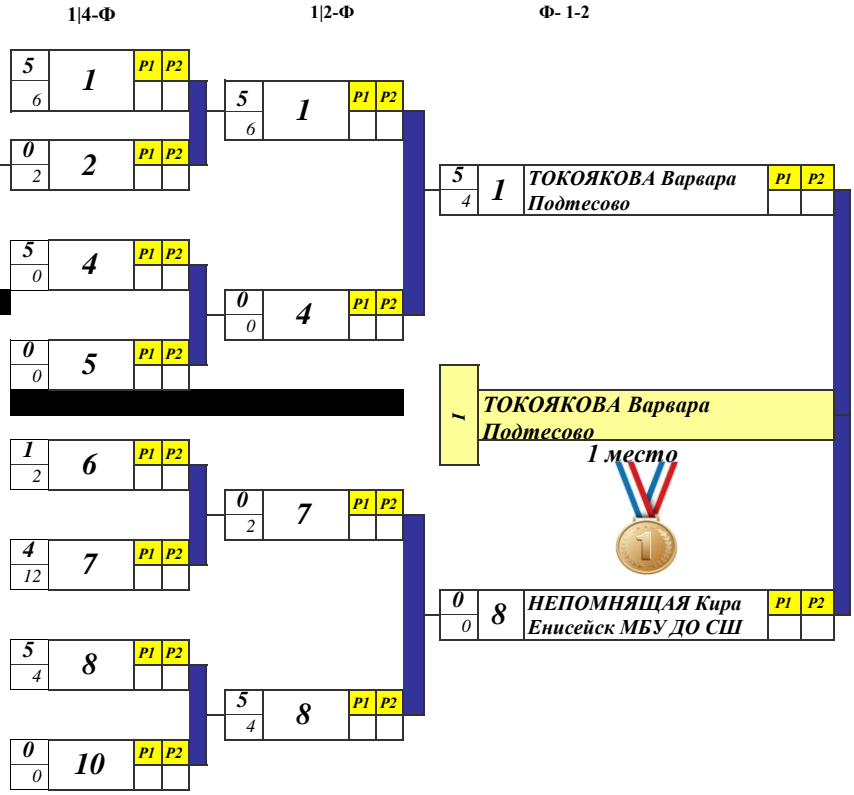 1|4-Ф
1|2-Ф
Ф- 1-2
5
6
1
P1 P2
0
2
2
P1 P2
5
0
4
P1 P2
0
0
5
P1 P2
1
2
6
P1 P2
4
12
7
P1 P2
5
4
8
P1 P2
0
0
10
P1 P2
5
6
1
P1 P2
0
0
4
P1 P2
0
2
7
P1 P2
5
4
8
P1 P2
5
4
1
ТОКОЯКОВА Варвара
Подтесово
P1 P2
I
ТОКОЯКОВА Варвара
Подтесово
1 место
1
0
0
8
НЕПОМНЯЩАЯ Кира
Енисейск МБУ ДО СШ
P1 P2